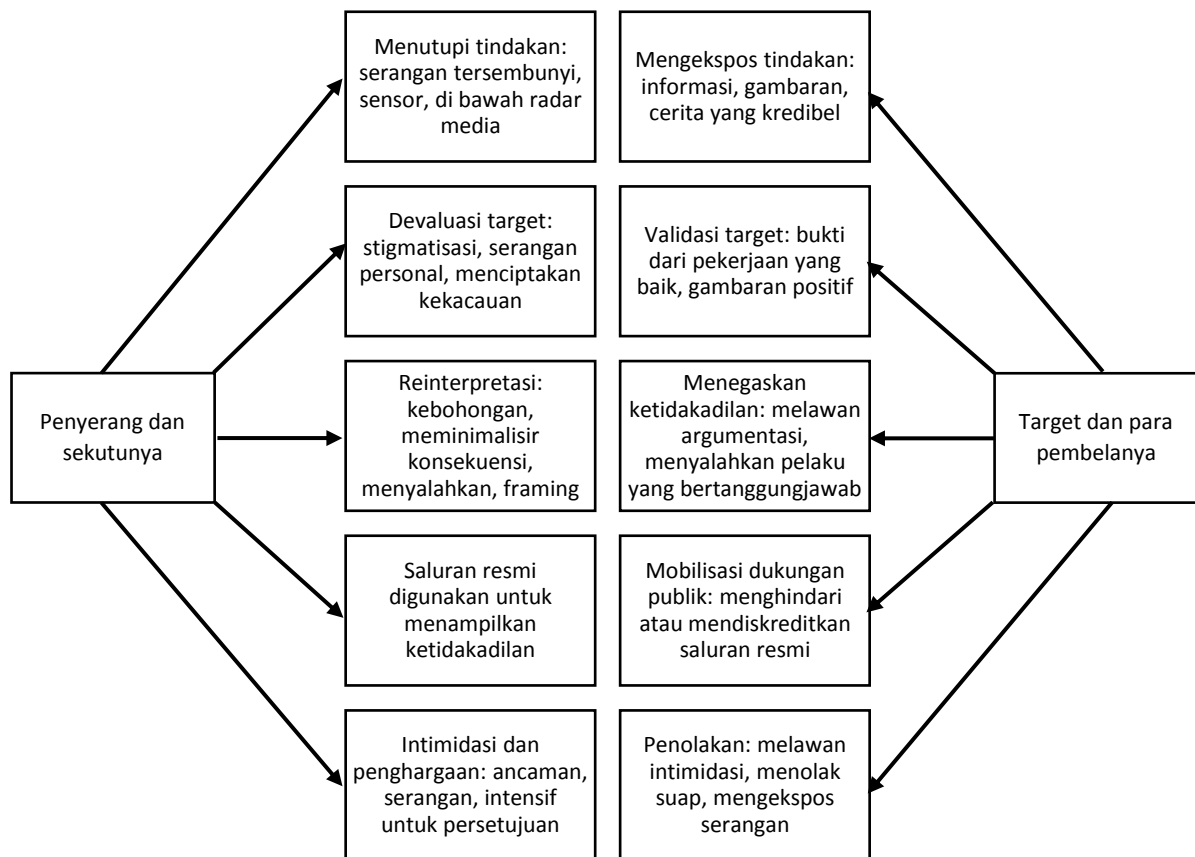 Menutupi tindakan:
serangan tersembunyi,
sensor, di bawah radar
media
Mengekspos tindakan:
informasi, gambaran,
cerita yang kredibel
Devaluasi target:
stigmatisasi, serangan
personal, menciptakan
kekacauan
Validasi target: bukti
dari pekerjaan yang
baik, gambaran positif
Penyerang dan
sekutunya
Reinterpretasi:
kebohongan,
meminimalisir
konsekuensi,
menyalahkan, framing
Menegaskan
ketidakadilan: melawan
argumentasi,
menyalahkan pelaku
yang bertanggungjawab
Target dan para
pembelanya
Saluran resmi
digunakan untuk
menampilkan
ketidakadilan
Mobilisasi dukungan
publik: menghindari
atau mendiskreditkan
saluran resmi
Intimidasi dan
penghargaan: ancaman,
serangan, intensif
untuk persetujuan
Penolakan: melawan
intimidasi, menolak
suap, mengekspos
serangan